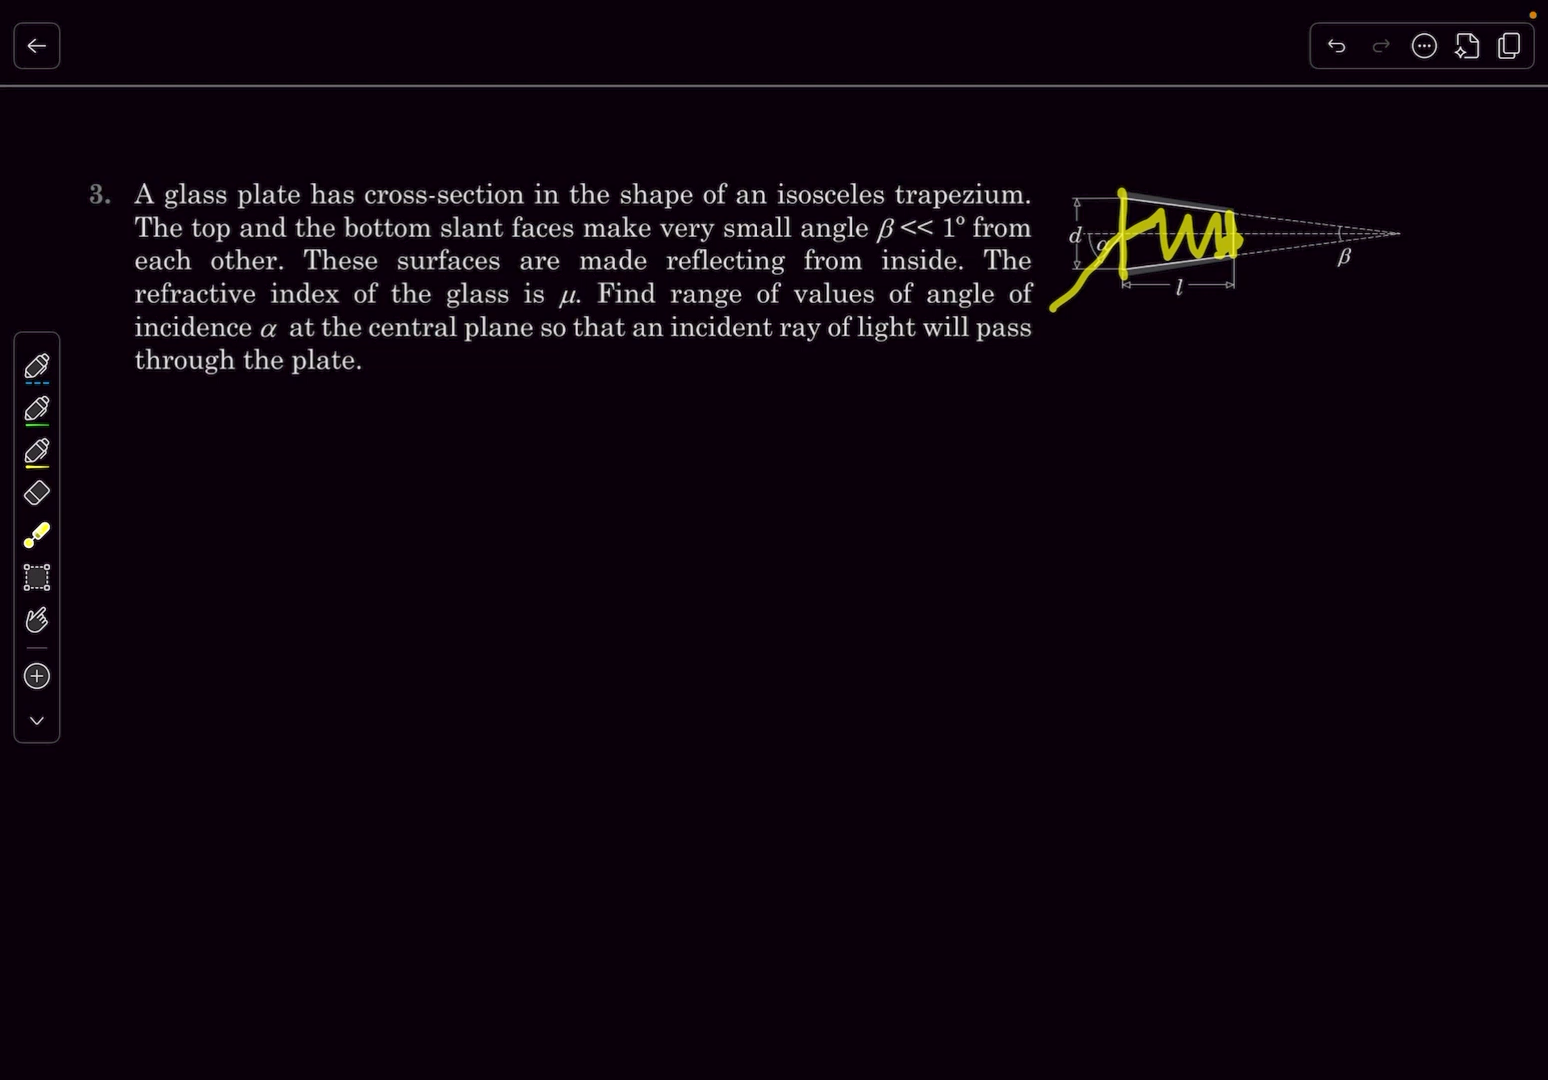 3. A glass plate has cross-section in the shape of an isosceles trapezium.
The top and the bottom slant faces make very small angle β << 1° from
each other. These surfaces are made reflecting from inside. The
refractive index of the glass is μ. Find range of values of angle of
incidence α at the central plane so that an incident ray of light will pass
through the plate.
d
α
l
β